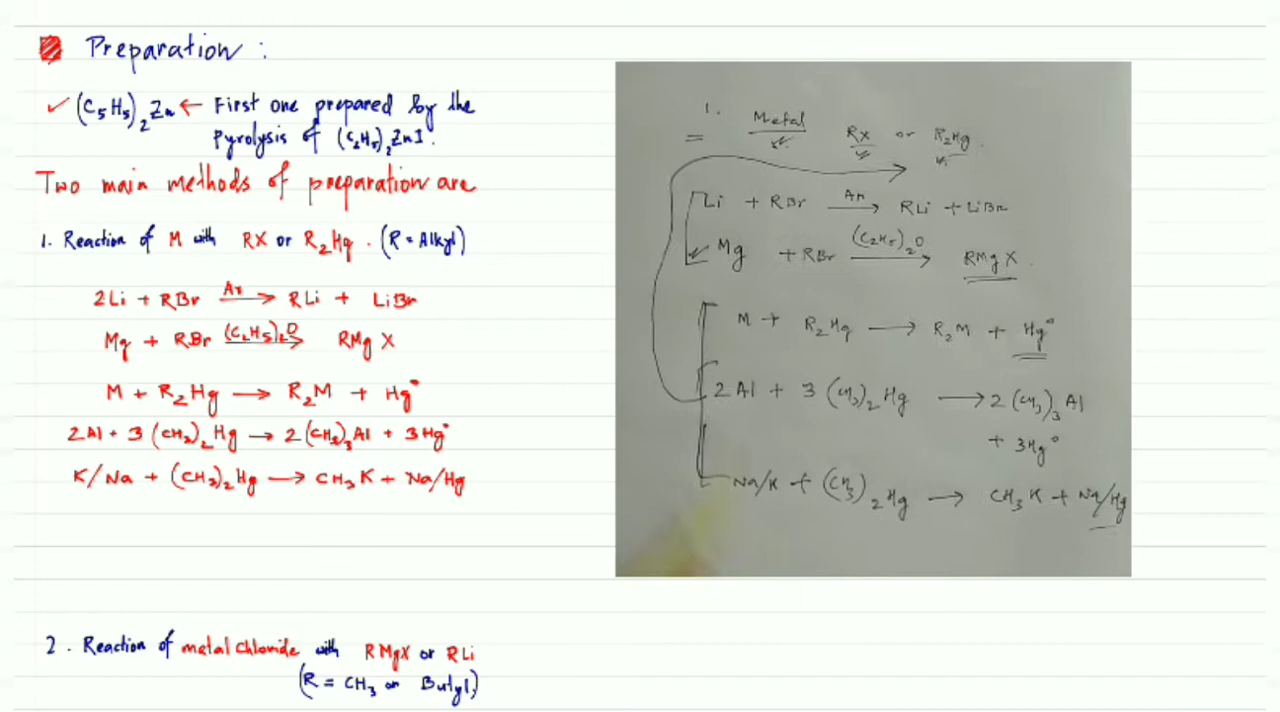 Preparation :
✓ (C₅H₅)₂Zn ← First one prepared by the
Pyrolysis of (C₂H₅)₂ZnI.
Two main methods of preparation are
1. Reaction of M with RX or R₂Hg. (R = Alkyl)
2Li + RBr —Ar→ RLi + LiBr
Mg + RBr —(C₂H₅)₂O→ RMgX
M + R₂Hg → R₂M + Hg°
2Al + 3(CH₃)₂Hg → 2(CH₃)₃Al + 3Hg°
K/Na + (CH₃)₂Hg → CH₃K + Na/Hg
2. Reaction of metal chloride with RMgX or RLi
(R = CH₃ or Butyl)
1. Metal RX or R₂Hg.
Li + RBr —Ar→ RLi + LiBr
Mg + RBr —(C₂H₅)₂O→ RMgX.
M + R₂Hg → R₂M + Hg°
2Al + 3(CH₃)₂Hg → 2(CH₃)₃Al
+ 3Hg°
Na/K + (CH₃)₂Hg → CH₃K + Na/Hg